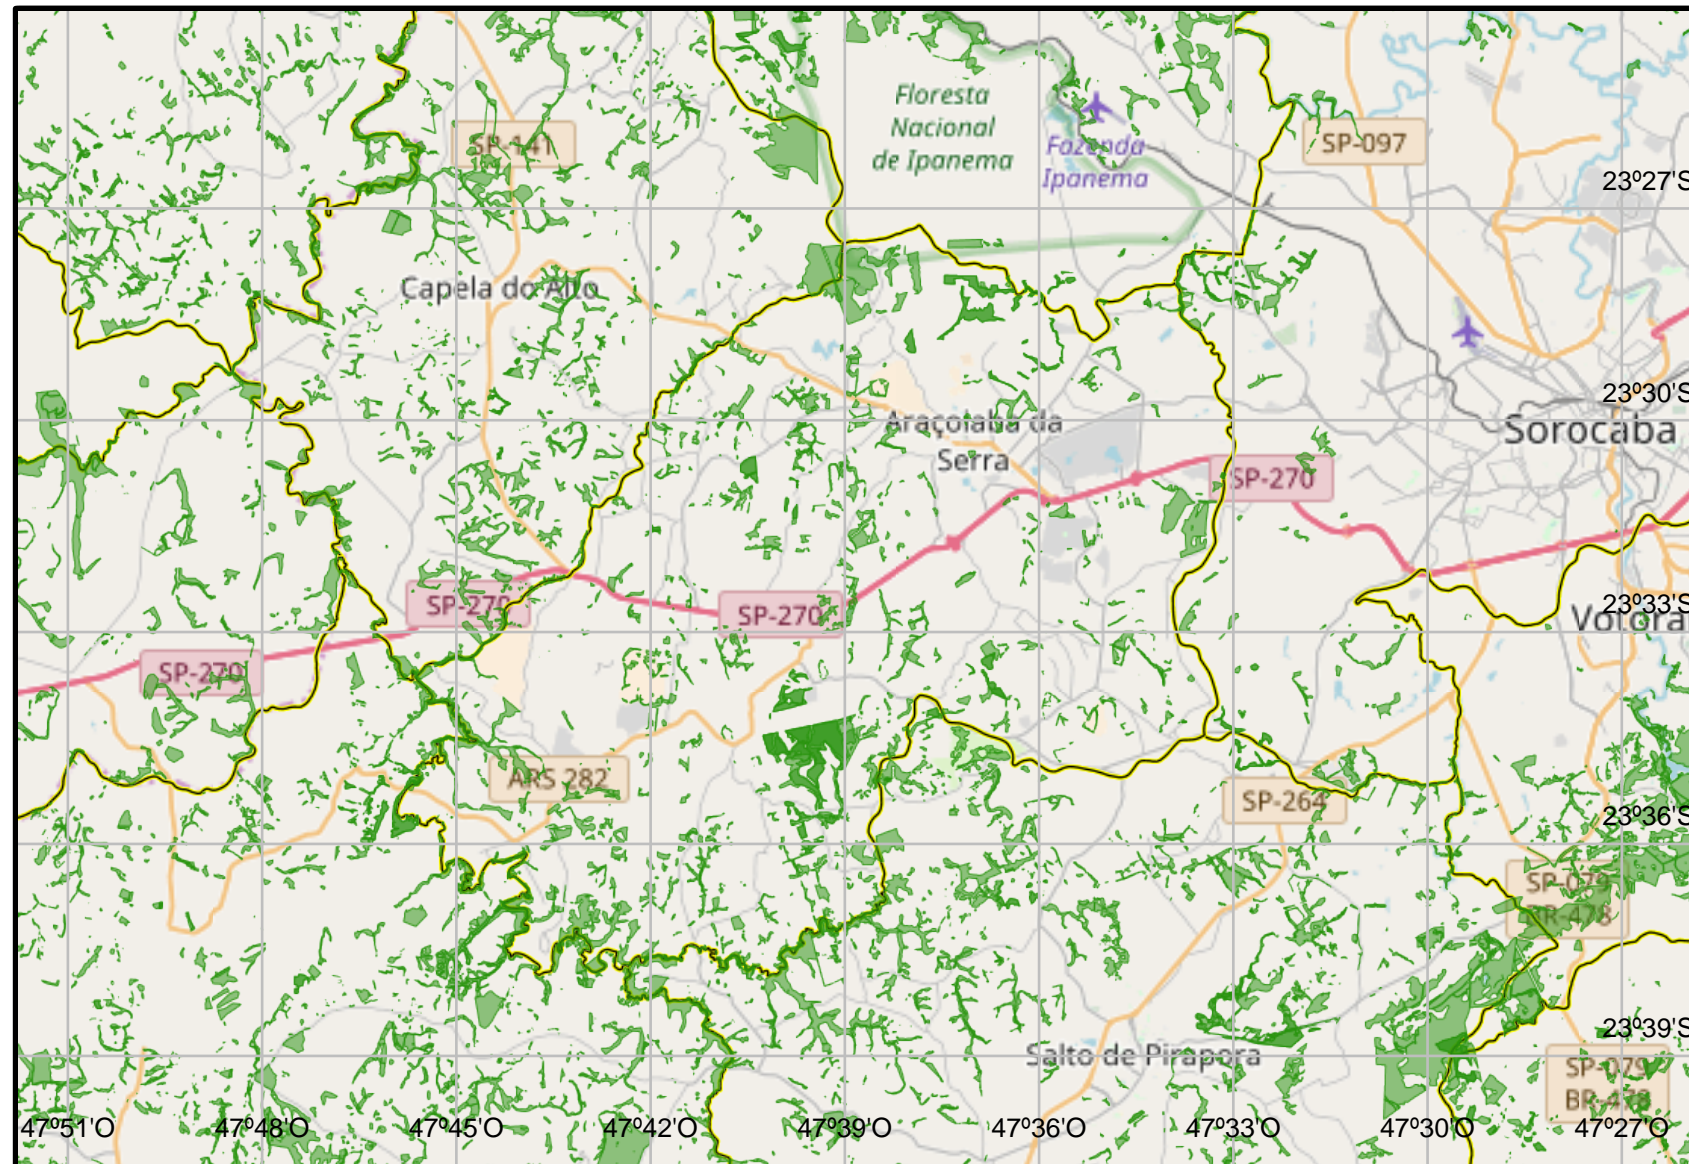 Floresta
Nacional
de Ipanema
Fazenda
Ipanema
SP-141
SP-097
23º27'S
Capela do Alto
23º30'S
Araçoiaba da
Serra
Sorocaba
SP-270
SP-270
SP-270
23º33'S
SP-270
ARS 282
SP-264
23º36'S
SP-079
BR-478
23º39'S
Salto de Pirapora
SP-079
BR-478
47º51'O
47º48'O
47º45'O
47º42'O
47º39'O
47º36'O
47º33'O
47º30'O
47º27'O